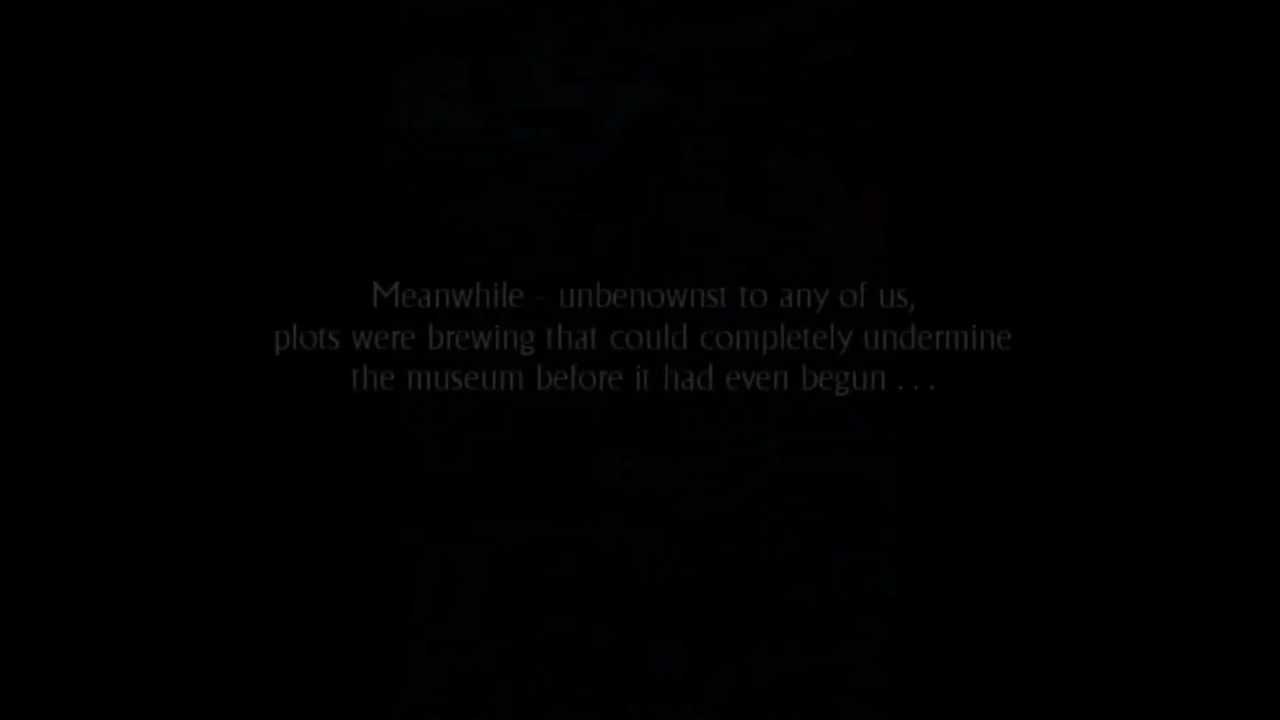 Meanwhile - unbenownst to any of us,
plots were brewing that could completely undermine
the museum before it had even begun . . .